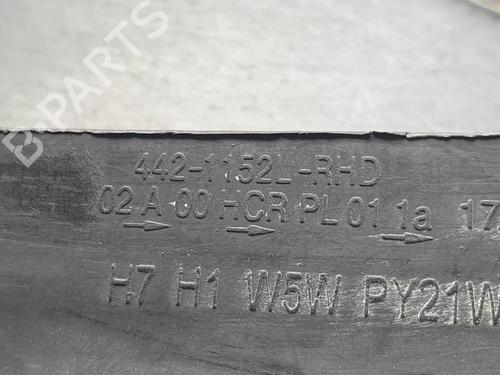 B-PARTS
442-1152L-RHD
02 A 00 HCR PL 01 1a 17
H7 H1 W5W PY21W